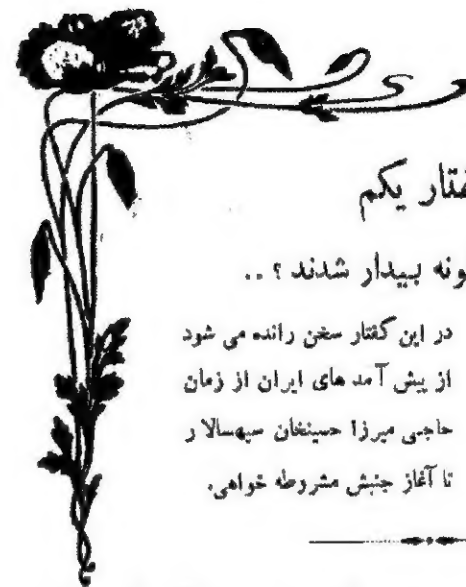 فتار یکم
ونه بیدار شدند ؟ ..
در این گفتار سخن رانده می شود
از پیش آمد های ایران از زمان
حاجی میرزا حسینخان سپهسالار
تا آغاز جنبش مشروطه خواهی.